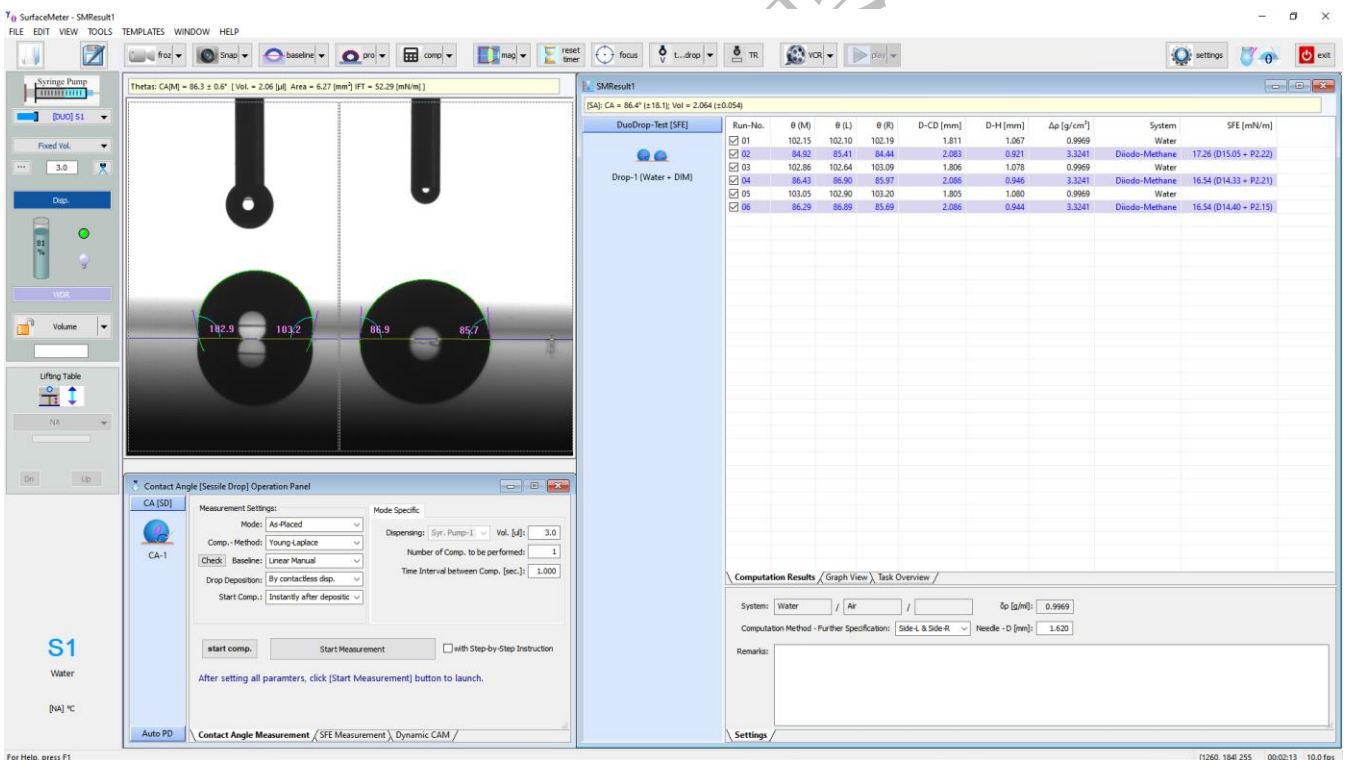 SurfaceMeter - SMResult1
FILE EDIT VIEW TOOLS TEMPLATES WINDOW HELP
froz Snap baseline pro comp mag reset timer focus t...drop TR VCR play settings exit
Syringe Pump
[DUO] S1
Fixed Vol.
... 3.0
Disp.
S1
%
WDR
Volume
Lifting Table
NA
Dn Up
S1
Water
[NA] °C
Thetas: CA[M] = 86.3 ± 0.6° [ Vol. = 2.06 [µl] Area = 6.27 [mm²] IFT = 52.29 [mN/m] ]
102.9 103.2 86.9 85.7
Contact Angle [Sessile Drop] Operation Panel
CA [SD]
CA-1
Auto PD
Measurement Settings:
Mode: As-Placed
Comp.- Method: Young-Laplace
Check Baseline: Linear Manual
Drop Deposition: By contactless disp.
Start Comp.: Instantly after depositic
Mode Specific
Dispensing: Syr. Pump-1 Vol. [ul]: 3.0
Number of Comp. to be performed: 1
Time Interval between Comp. [sec.]: 1.000
start comp. Start Measurement with Step-by-Step Instruction
After setting all paramters, click [Start Measurement] button to launch.
Contact Angle Measurement / SFE Measurement \ Dynamic CAM /
SMResult1
[SA]: CA = 86.4° (±18.1); Vol = 2.064 (±0.054)
DuoDrop-Test [SFE]
Drop-1 (Water + DIM)
Run-No. θ (M) θ (L) θ (R) D-CD [mm] D-H [mm] Δρ [g/cm³] System SFE [mN/m]
01 102.15 102.10 102.19 1.811 1.067 0.9969 Water
02 84.92 85.41 84.44 2.083 0.921 3.3241 Diiodo-Methane 17.26 (D15.05 + P2.22)
03 102.86 102.64 103.09 1.806 1.078 0.9969 Water
04 86.43 86.90 85.97 2.086 0.946 3.3241 Diiodo-Methane 16.54 (D14.33 + P2.21)
05 103.05 102.90 103.20 1.805 1.080 0.9969 Water
06 86.29 86.89 85.69 2.086 0.944 3.3241 Diiodo-Methane 16.54 (D14.40 + P2.15)
Computation Results / Graph View \ Task Overview /
System: Water / Air / δρ [g/ml]: 0.9969
Computation Method - Further Specification: Side-L & Side-R Needle - D [mm]: 1.620
Remarks:
Settings /
For Help, press F1
[1260, 184] 255 00:02:13 10.0 fps